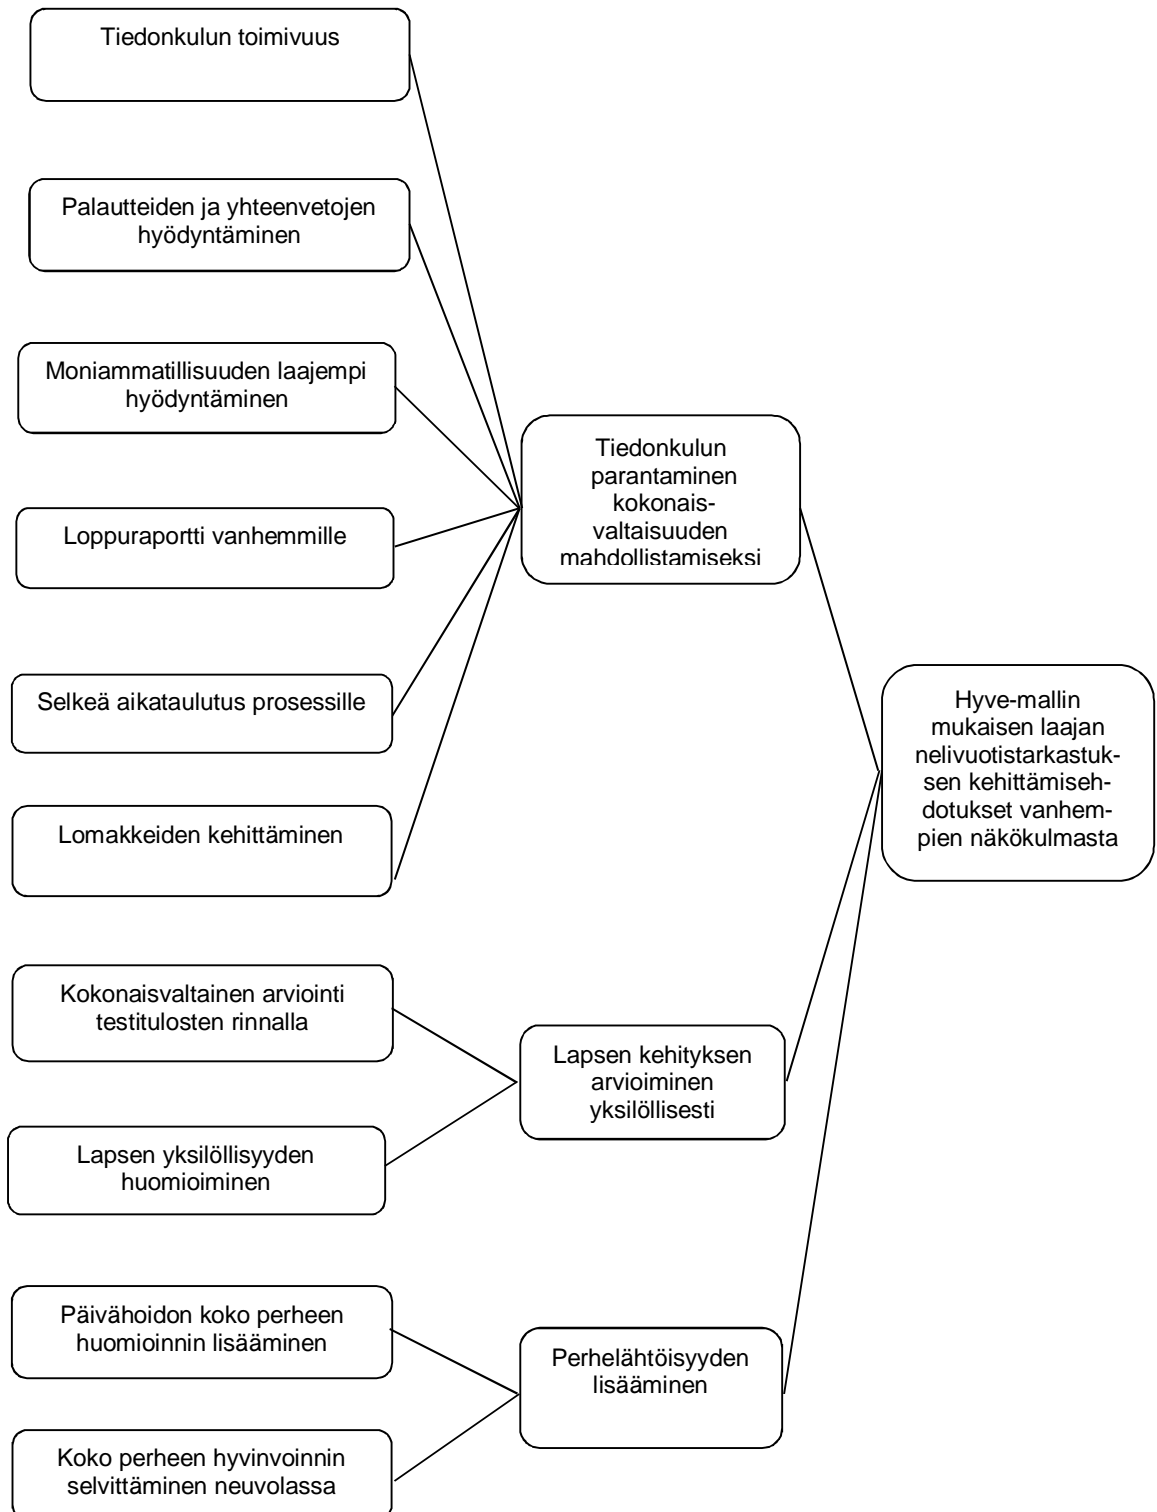 Tiedonkulun toimivuus
Palautteiden ja yhteenvetojen
hyödyntäminen
Moniammatillisuuden laajempi
hyödyntäminen
Loppuraportti vanhemmille
Selkeä aikataulutus prosessille
Lomakkeiden kehittäminen
Kokonaisvaltainen arviointi
testitulosten rinnalla
Lapsen yksilöllisyyden
huomioiminen
Päivähoidon koko perheen
huomioinnin lisääminen
Koko perheen hyvinvoinnin
selvittäminen neuvolassa
Tiedonkulun
parantaminen
kokonais-
valtaisuuden
mahdollistamiseksi
Lapsen kehityksen
arvioiminen
yksilöllisesti
Perhelähtöisyyden
lisääminen
Hyve-mallin
mukaisen laajan
nelivuotistarkastuk-
sen kehittämiseh-
dotukset vanhem-
pien näkökulmasta